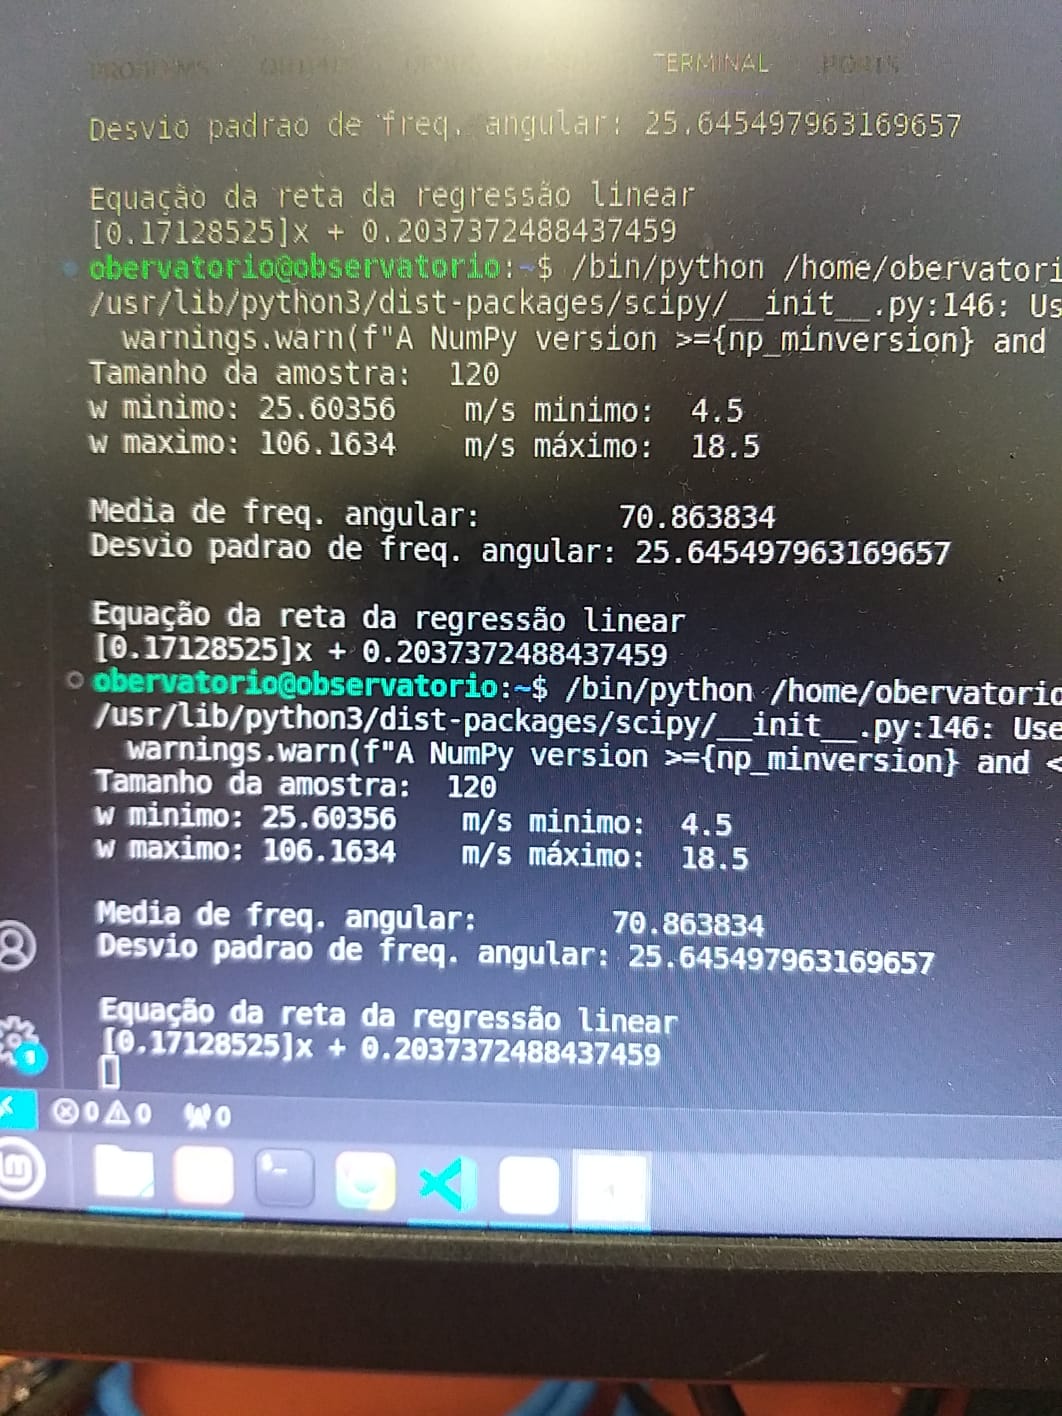 PROBLEMS OUTPUT TERMINAL PORTS
Desvio padrao de freq. angular: 25.645497963169657
Equação da reta da regressão linear
[0.17128525]x + 0.2037372488437459
obervatorio@observatorio:~$ /bin/python /home/obervatori
/usr/lib/python3/dist-packages/scipy/__init__.py:146: Us
warnings.warn(f"A NumPy version >={np_minversion} and
Tamanho da amostra: 120
w minimo: 25.60356 m/s minimo: 4.5
w maximo: 106.1634 m/s máximo: 18.5
Media de freq. angular: 70.863834
Desvio padrao de freq. angular: 25.645497963169657
Equação da reta da regressão linear
[0.17128525]x + 0.2037372488437459
obervatorio@observatorio:~$ /bin/python /home/obervatorio
/usr/lib/python3/dist-packages/scipy/__init__.py:146: Use
warnings.warn(f"A NumPy version >={np_minversion} and <
Tamanho da amostra: 120
w minimo: 25.60356 m/s minimo: 4.5
w maximo: 106.1634 m/s máximo: 18.5
Media de freq. angular: 70.863834
Desvio padrao de freq. angular: 25.645497963169657
Equação da reta da regressão linear
[0.17128525]x + 0.2037372488437459
0 0 0